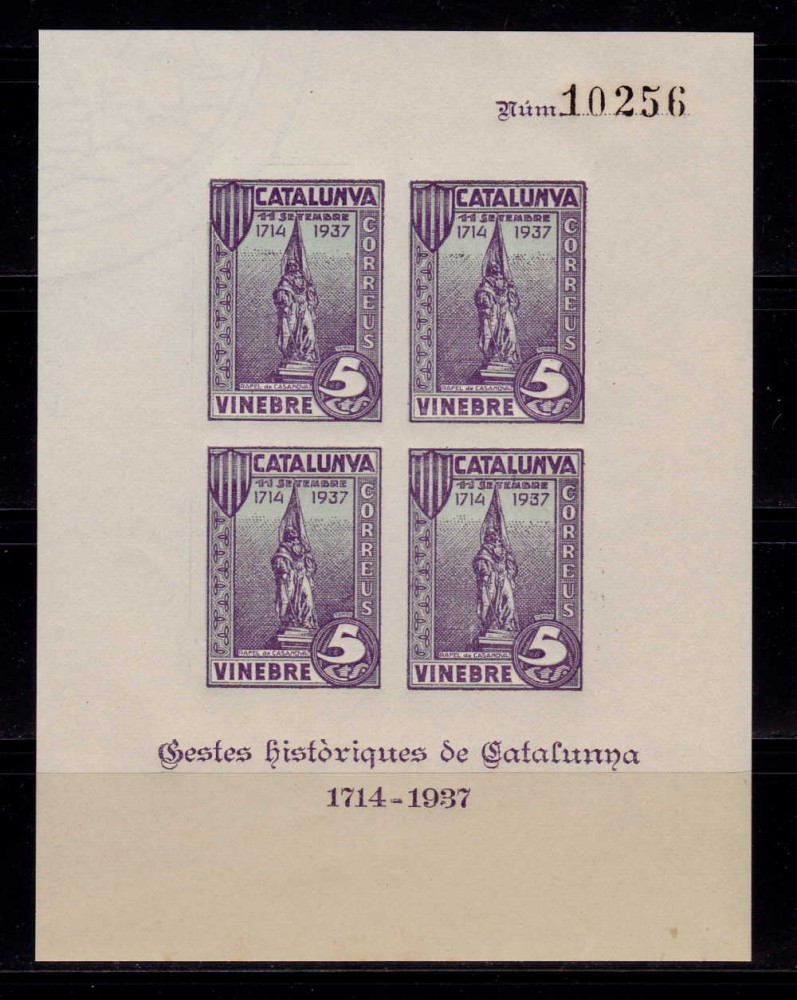 Núm. 10256
CATALUNYA
11 SETEMBRE
1714 1937
CORREUS
RAFEL de CASANOVA
5
VINEBRE
CATALUNYA
11 SETEMBRE
1714 1937
CORREUS
RAFEL de CASANOVA
5
VINEBRE
CATALUNYA
11 SETEMBRE
1714 1937
CORREUS
RAFEL de CASANOVA
5
VINEBRE
CATALUNYA
11 SETEMBRE
1714 1937
CORREUS
RAFEL de CASANOVA
5
VINEBRE
Gestes històriques de Catalunya
1714-1937